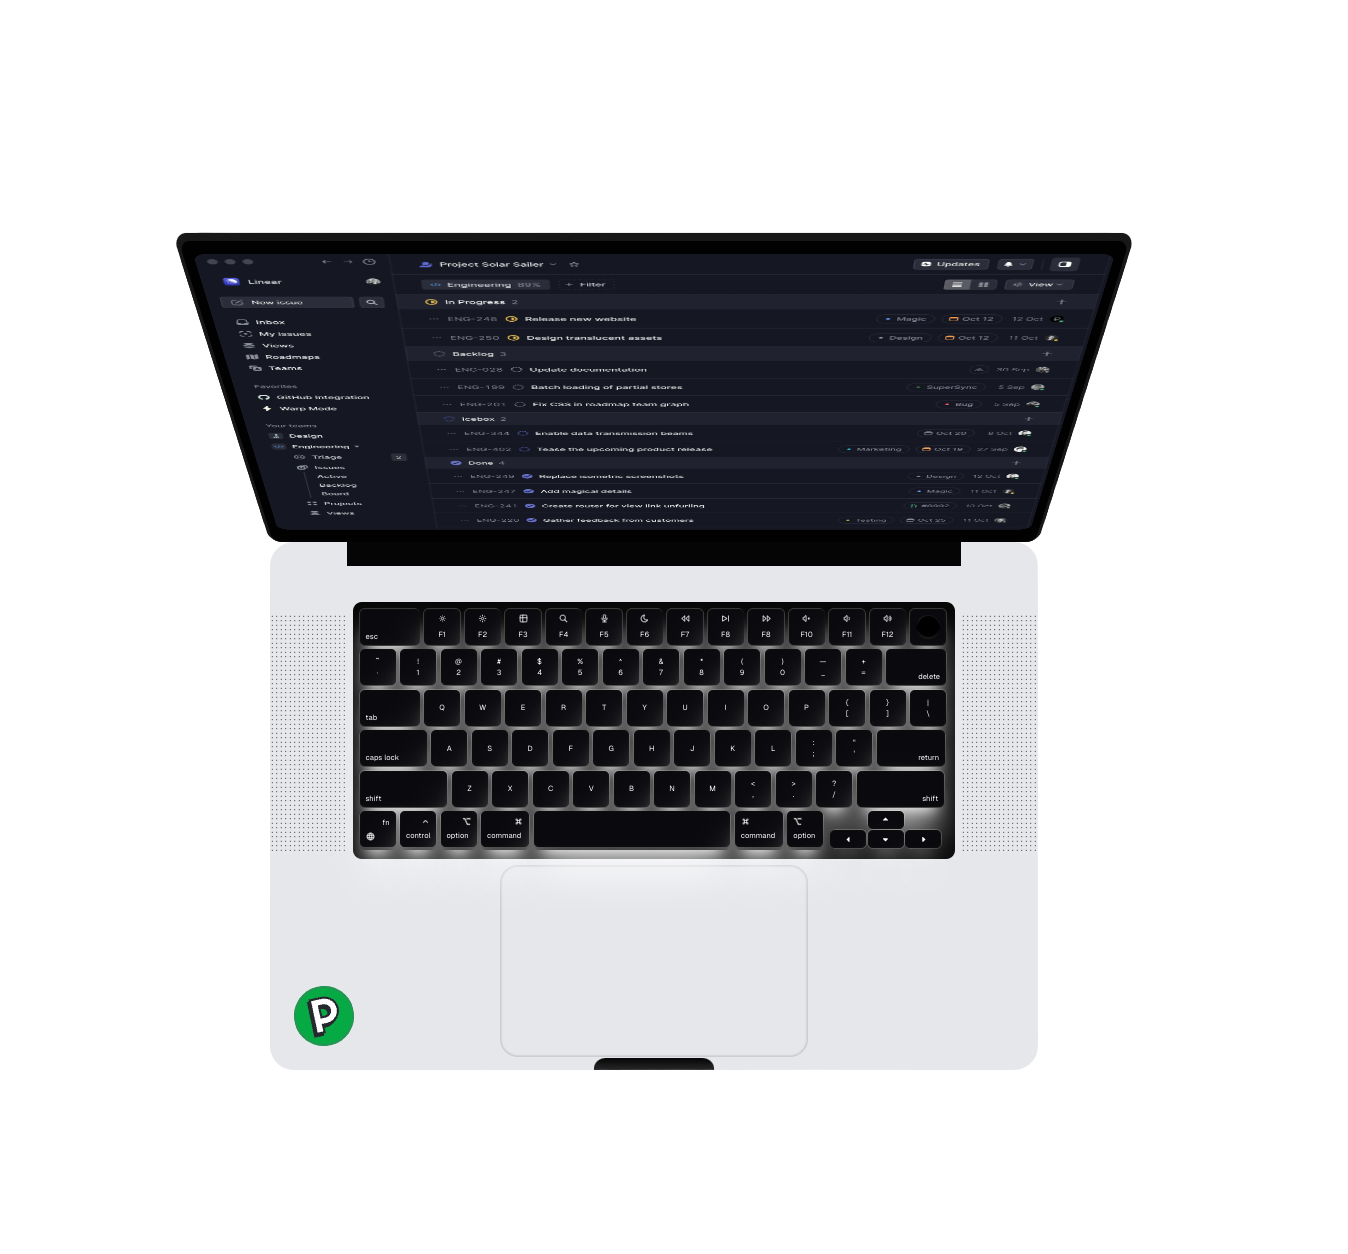 Project Solar Sailer
Updates
Linear
Engineering 89%
Filter
View
New issue
In Progress 2
Inbox
ENG-248 Release new website Magic Oct 12 12 Oct
My Issues
ENG-250 Design translucent assets Design Oct 12 11 Oct
Views
Backlog 3
Roadmaps
Teams
ENG-028 Update documentation 30 Sep
Favorites
ENG-189 Batch loading of partial stores SuperSync 5 Sep
GitHub Integration
Warp Mode
ENG-201 Fix CSS in roadmap team graph Bug 5 Sep
Icebox 2
Your teams
Design
ENG-344 Enable data transmission beams Oct 20 8 Oct
Engineering
ENG-402 Tease the upcoming product release Marketing Oct 19 27 Sep
Triage 2
Done 4
Issues
Active
ENG-249 Replace isometric screenshots Design 12 Oct
Backlog
Board
ENG-247 Add magical details Magic 11 Oct
Projects
ENG-241 Create router for view link unfurling
Views
ENG-220 Gather feedback from customers Testing Oct 25 11 Oct
esc F1 F2 F3 F4 F5 F6 F7 F8 F8 F10 F11 F12
~ ! @ # $ % ^ & * ( ) — +
. 1 2 3 4 5 6 7 8 9 0 _ = delete
tab Q W E R T Y U I O P { [ } ] | \
caps lock A S D F G H J K L : ; " ' return
shift Z X C V B N M < , > . ? / shift
fn control option command command option
P